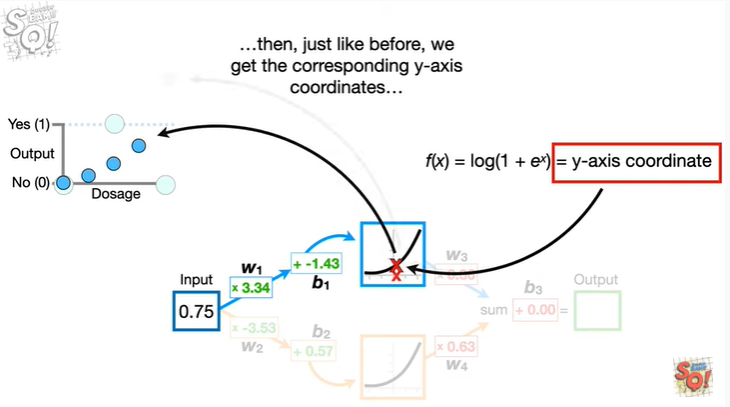 SQ!
…then, just like before, we
get the corresponding y-axis
coordinates…
Yes (1)
Output
No (0)
Dosage
f(x) = log(1 + eˣ) = y-axis coordinate
Input
0.75
w₁
x 3.34
+ -1.43
b₁
w₃
b₃
Output
sum
+ 0.00
=
x -3.53
w₂
b₂
+ 0.57
x 0.63
w₄
SQ!